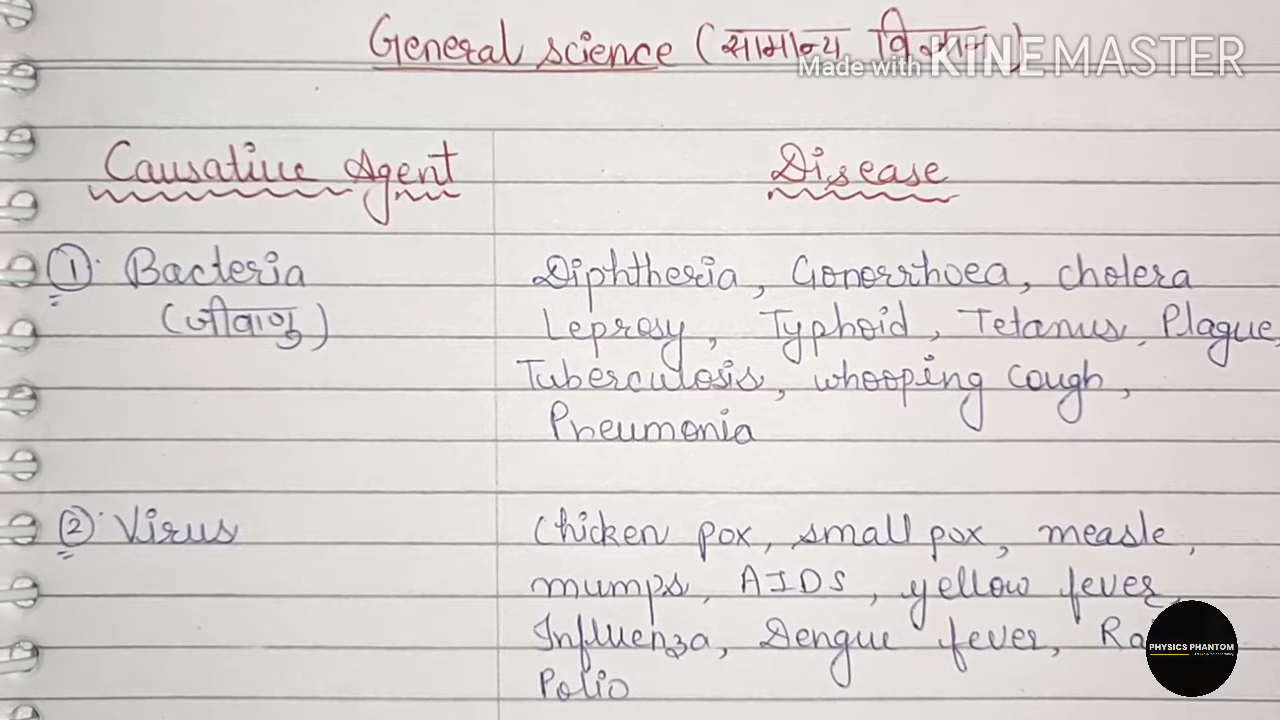 General science (सामान्य विज्ञान)
Made with KINEMASTER
Causative Agent Disease
① Bacteria Diphtheria, Gonorrhoea, cholera
(जीवाणु) Leprosy, Typhoid, Tetanus, Plague,
Tuberculosis, whooping cough,
Pneumonia
② Virus Chicken pox, small pox, measle,
mumps, AIDS, yellow fever,
Influenza, Dengue fever,
PHYSICS PHANTOM
Polio